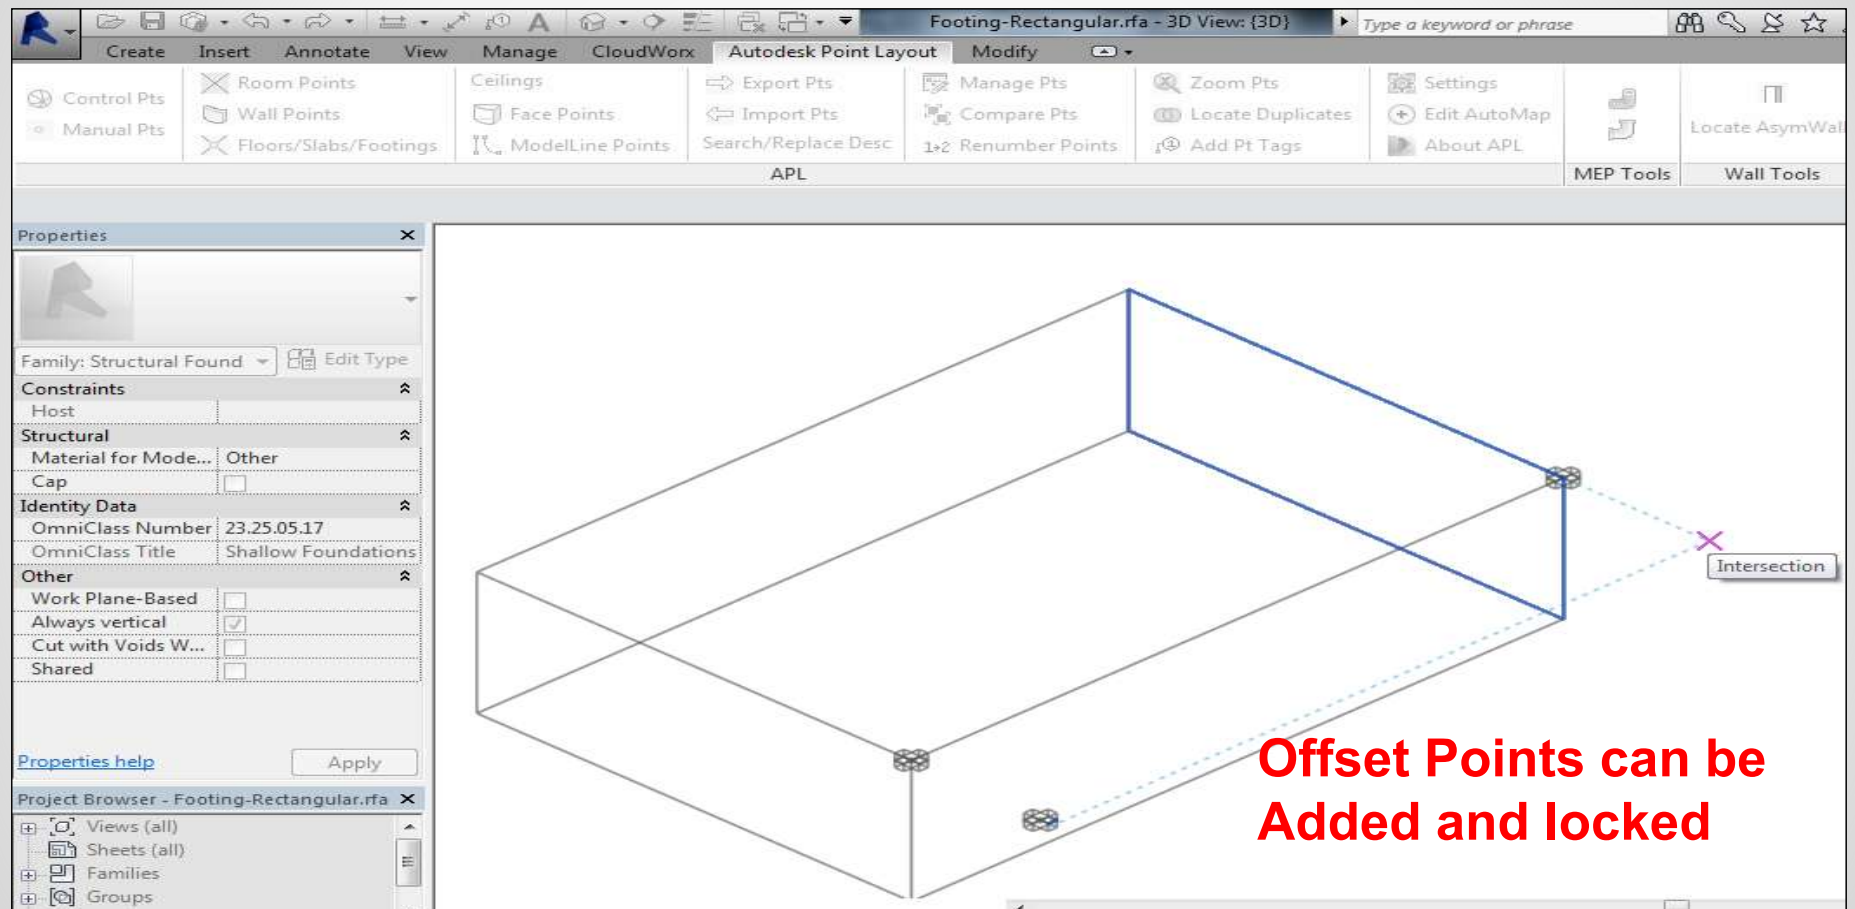 Footing-Rectangular.rfa - 3D View: {3D}
Type a keyword or phrase
Create Insert Annotate View Manage CloudWorx Autodesk Point Layout Modify
Control Pts
Manual Pts
Room Points
Wall Points
Floors/Slabs/Footings
Ceilings
Face Points
ModelLine Points
Export Pts
Import Pts
Search/Replace Desc
Manage Pts
Compare Pts
1+2 Renumber Points
Zoom Pts
Locate Duplicates
Add Pt Tags
Settings
Edit AutoMap
About APL
Locate AsymWall
APL
MEP Tools
Wall Tools
Properties
Family: Structural Found
Edit Type
Constraints
Host
Structural
Material for Mode... Other
Cap
Identity Data
OmniClass Number 23.25.05.17
OmniClass Title Shallow Foundations
Other
Work Plane-Based
Always vertical
Cut with Voids W...
Shared
Properties help
Apply
Project Browser - Footing-Rectangular.rfa
Views (all)
Sheets (all)
Families
Groups
Intersection
Offset Points can be
Added and locked